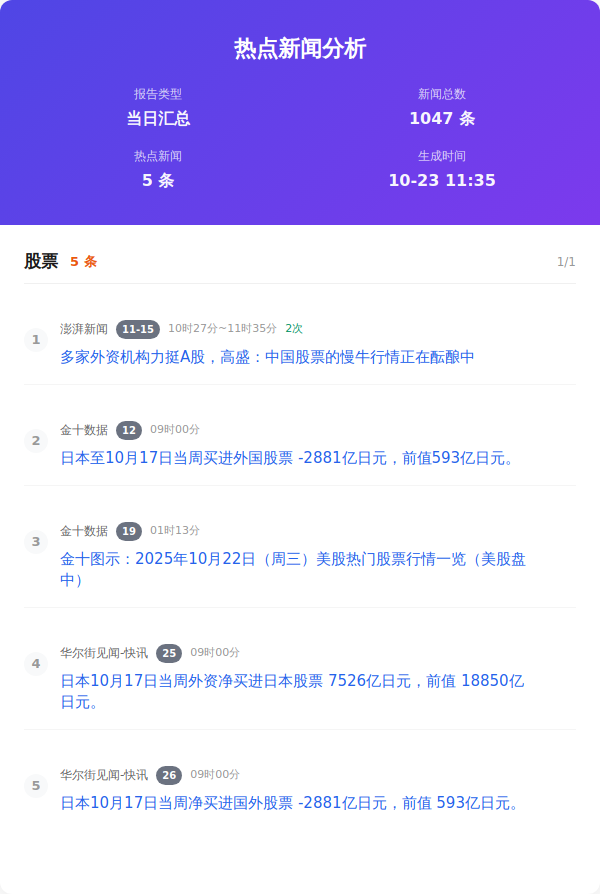 热点新闻分析
报告类型
当日汇总
新闻总数
1047 条
热点新闻
5 条
生成时间
10-23 11:35
股票 5 条 1/1
1 澎湃新闻 11-15 10时27分~11时35分 2次
多家外资机构力挺A股，高盛：中国股票的慢牛行情正在酝酿中
2 金十数据 12 09时00分
日本至10月17日当周买进外国股票 -2881亿日元，前值593亿日元。
3 金十数据 19 01时13分
金十图示：2025年10月22日（周三）美股热门股票行情一览（美股盘
中）
4 华尔街见闻-快讯 25 09时00分
日本10月17日当周外资净买进日本股票 7526亿日元，前值 18850亿
日元。
5 华尔街见闻-快讯 26 09时00分
日本10月17日当周净买进国外股票 -2881亿日元，前值 593亿日元。